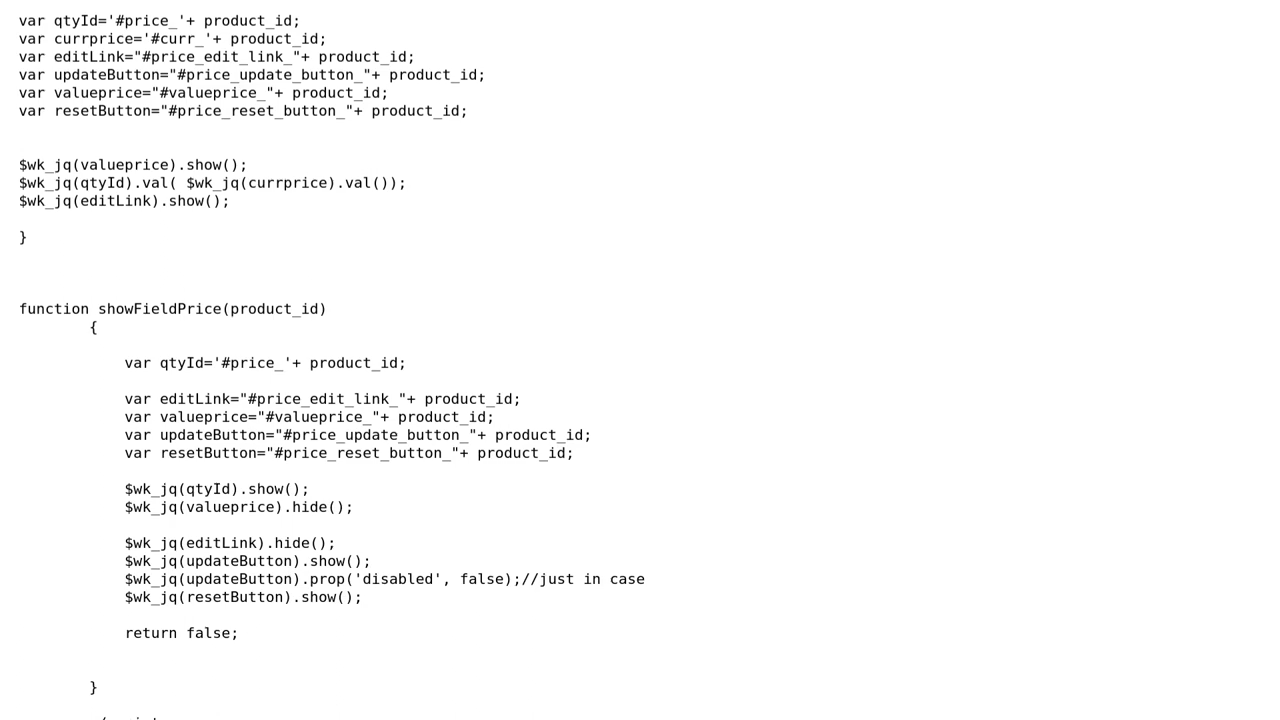 var qtyId='#price_'+ product_id;
var currprice='#curr_'+ product_id;
var editLink="#price_edit_link_"+ product_id;
var updateButton="#price_update_button_"+ product_id;
var valueprice="#valueprice_"+ product_id;
var resetButton="#price_reset_button_"+ product_id;
$wk_jq(valueprice).show();
$wk_jq(qtyId).val( $wk_jq(currprice).val());
$wk_jq(editLink).show();
}
function showFieldPrice(product_id)
{
var qtyId='#price_'+ product_id;
var editLink="#price_edit_link_"+ product_id;
var valueprice="#valueprice_"+ product_id;
var updateButton="#price_update_button_"+ product_id;
var resetButton="#price_reset_button_"+ product_id;
$wk_jq(qtyId).show();
$wk_jq(valueprice).hide();
$wk_jq(editLink).hide();
$wk_jq(updateButton).show();
$wk_jq(updateButton).prop('disabled', false);//just in case
$wk_jq(resetButton).show();
return false;
}